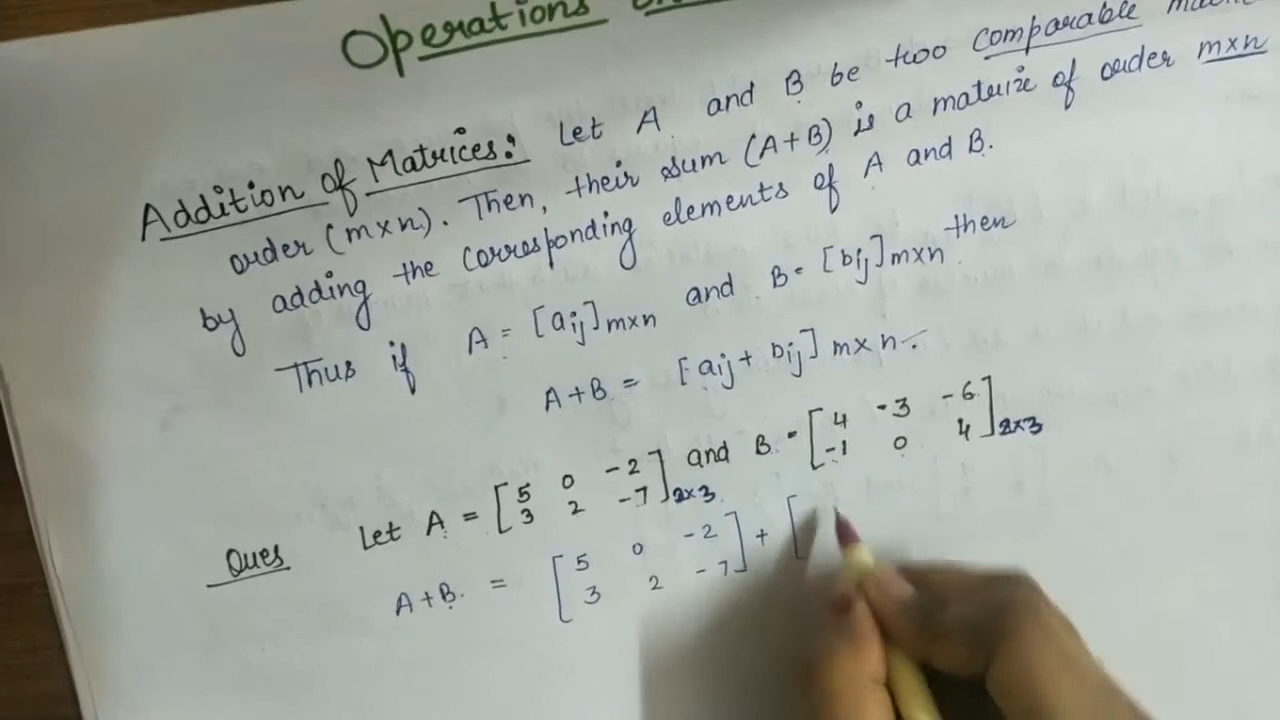 Operations
Addition of Matrices: Let A and B be two comparable
order (m×n). Then, their sum (A+B) is a matrix of order m×n
by adding the corresponding elements of A and B.
Thus if A = [aij]m×n and B = [bij]m×n then
A+B = [aij + bij] m×n.
Ques Let A = [5 0 -2
3 2 -7]2×3 and B = [4 -3 -6
-1 0 4]2×3
A+B = [5 0 -2
3 2 -7] + [